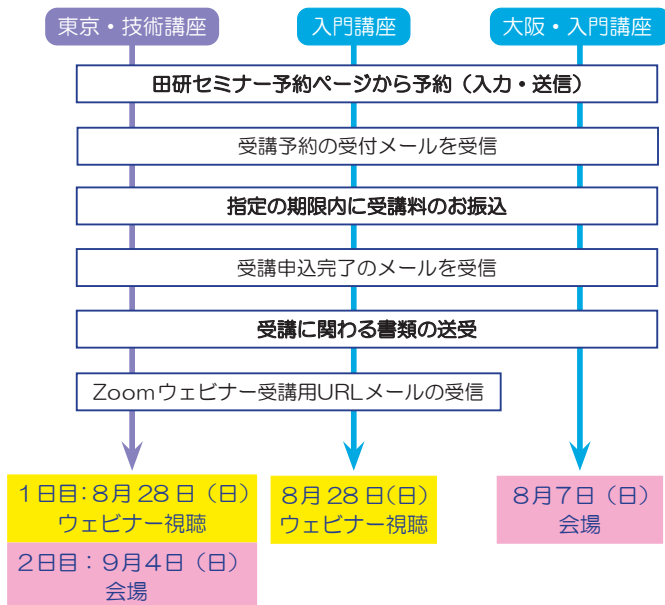 東京・技術講座
入門講座
大阪・入門講座
田研セミナー予約ページから予約（入力・送信）
受講予約の受付メールを受信
指定の期限内に受講料のお振込
受講申込完了のメールを受信
受講に関わる書類の送受
Zoomウェビナー受講用URLメールの受信
1日目：8月28日（日）
ウェビナー視聴
2日目：9月4日（日）
会場
8月28日(日)
ウェビナー視聴
8月7日（日）
会場